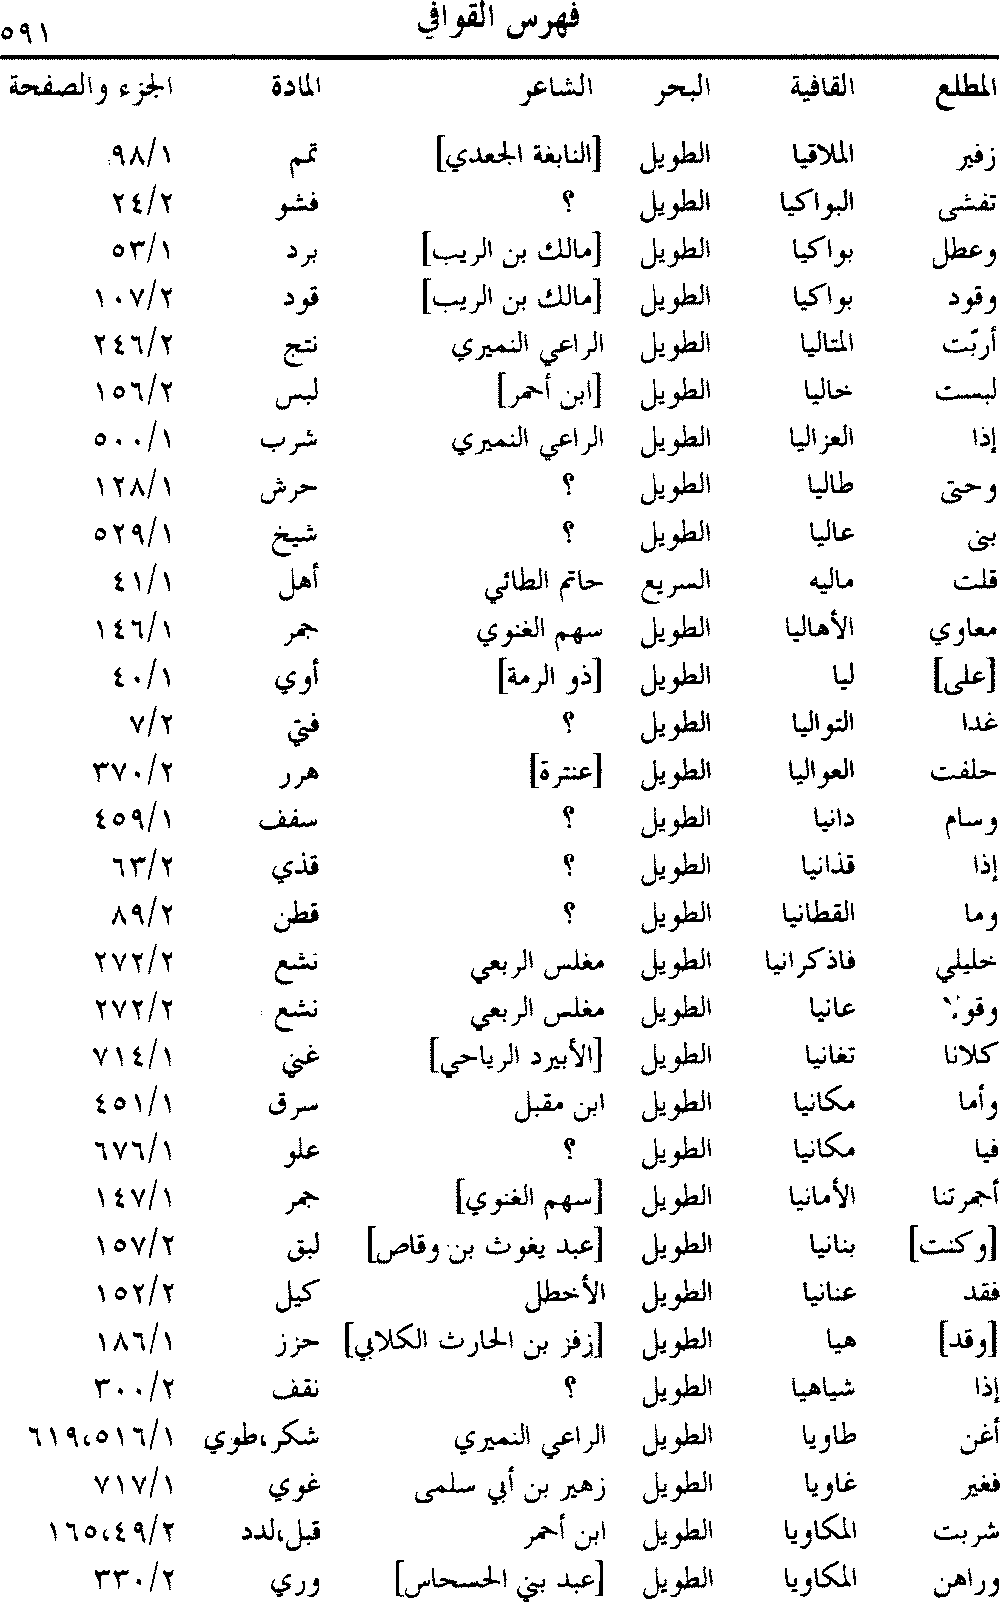 فهرس القوافي ٥٩١
المطلع القافية البحر الشاعر المادة الجزء والصفحة
زفير الملاقيا الطويل [النابغة الجعدي] تمم ٩٨/١
تفشى البواكيا الطويل ؟ فشو ٢٤/٢
وعطل بواكيا الطويل [مالك بن الريب] برد ٥٣/١
وقود بواكيا الطويل [مالك بن الريب] قود ١٠٧/٢
أربّت المتاليا الطويل الراعي النميري نتج ٢٤٦/٢
لبست خاليا الطويل [ابن أحمر] لبس ١٥٦/٢
إذا العزاليا الطويل الراعي النميري شرب ٥٠٠/١
وحتى طاليا الطويل ؟ حرش ١٢٨/١
بنى عاليا الطويل ؟ شيخ ٥٢٩/١
قلت ماليه السريع حاتم الطائي أهل ٤١/١
معاوي الأهاليا الطويل سهم الغنوي جمر ١٤٦/١
[على] ليا الطويل [ذو الرمة] أوي ٤٠/١
غدا التواليا الطويل ؟ فتي ٧/٢
حلفت العواليا الطويل [عنترة] هرر ٣٧٠/٢
وسام دانيا الطويل ؟ سفف ٤٥٩/١
إذا قذانيا الطويل ؟ قذي ٦٣/٢
وما القطانيا الطويل ؟ قطن ٨٩/٢
خليلي فاذكرانيا الطويل مغلس الربعي نشع ٢٧٢/٢
وقولا عانيا الطويل مغلس الربعي نشع ٢٧٢/٢
كلانا تغانيا الطويل [الأبيرد الرياحي] غني ٧١٤/١
وأما مكانيا الطويل ابن مقبل سرق ٤٥١/١
فيا مكانيا الطويل ؟ علو ٦٧٦/١
أجمرتنا الأمانيا الطويل [سهم الغنوي] جمر ١٤٧/١
[وكنت] بنانيا الطويل [عبد يغوث بن وقاص] لبق ١٥٧/٢
فقد عنانيا الطويل الأخطل كيل ١٥٢/٢
[وقد] هيا الطويل [زفز بن الحارث الكلابي] حزز ١٨٦/١
إذا شياهيا الطويل ؟ نقف ٣٠٠/٢
أغن طاويا الطويل الراعي النميري شكر،طوي ٦١٩،٥١٦/١
فغير غاويا الطويل زهير بن أبي سلمى غوي ٧١٧/١
شربت المكاويا الطويل ابن أحمر قبل،لدد ١٦٥،٤٩/٢
وراهن المكاويا الطويل [عبد بني الحسحاس] وري ٣٣٠/٢